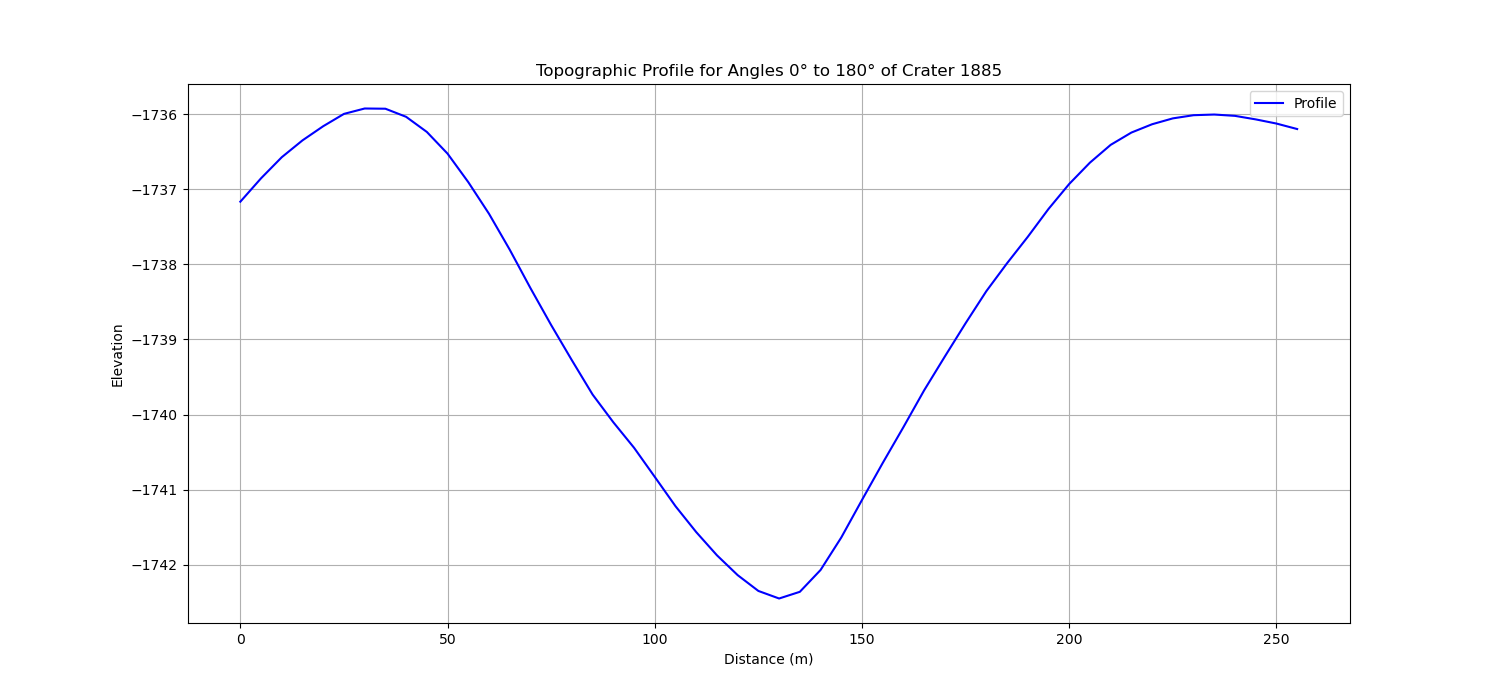 Topographic Profile for Angles 0° to 180° of Crater 1885
Profile
Elevation
−1736
−1737
−1738
−1739
−1740
−1741
−1742
0 50 100 150 200 250
Distance (m)